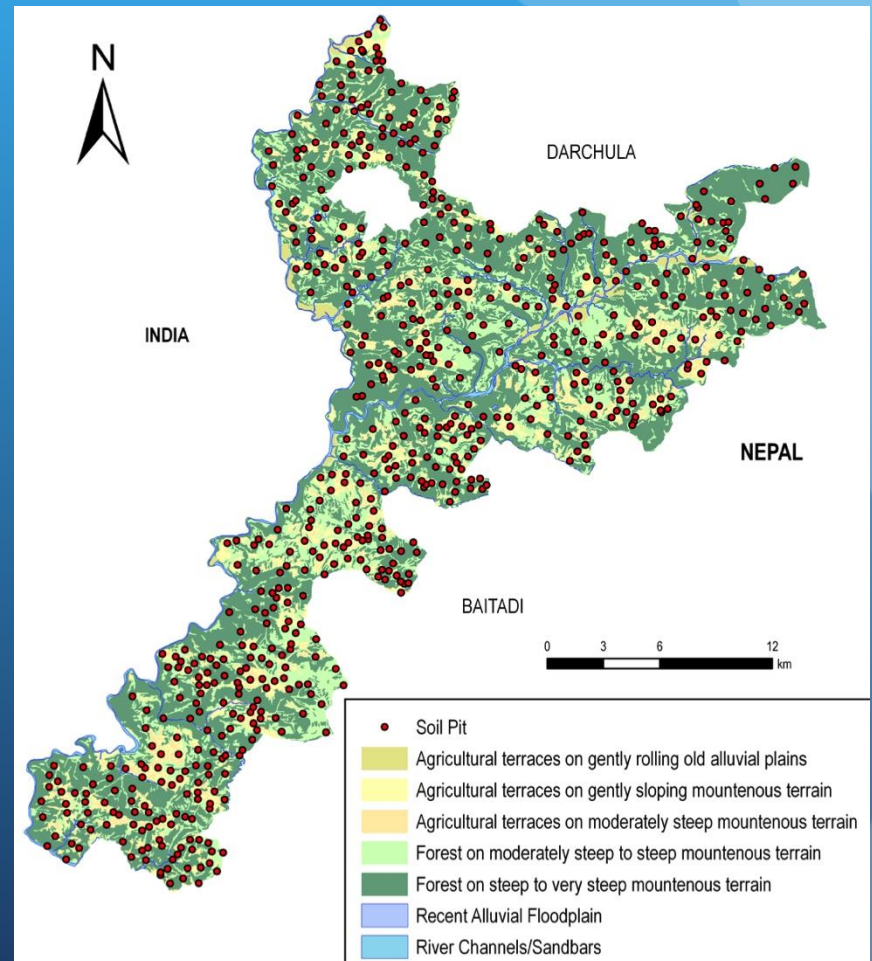 N
DARCHULA
INDIA
NEPAL
BAITADI
0 3 6 12
km
Soil Pit
Agricultural terraces on gently rolling old alluvial plains
Agricultural terraces on gently sloping mountenous terrain
Agricultural terraces on moderately steep mountenous terrain
Forest on moderately steep to steep mountenous terrain
Forest on steep to very steep mountenous terrain
Recent Alluvial Floodplain
River Channels/Sandbars